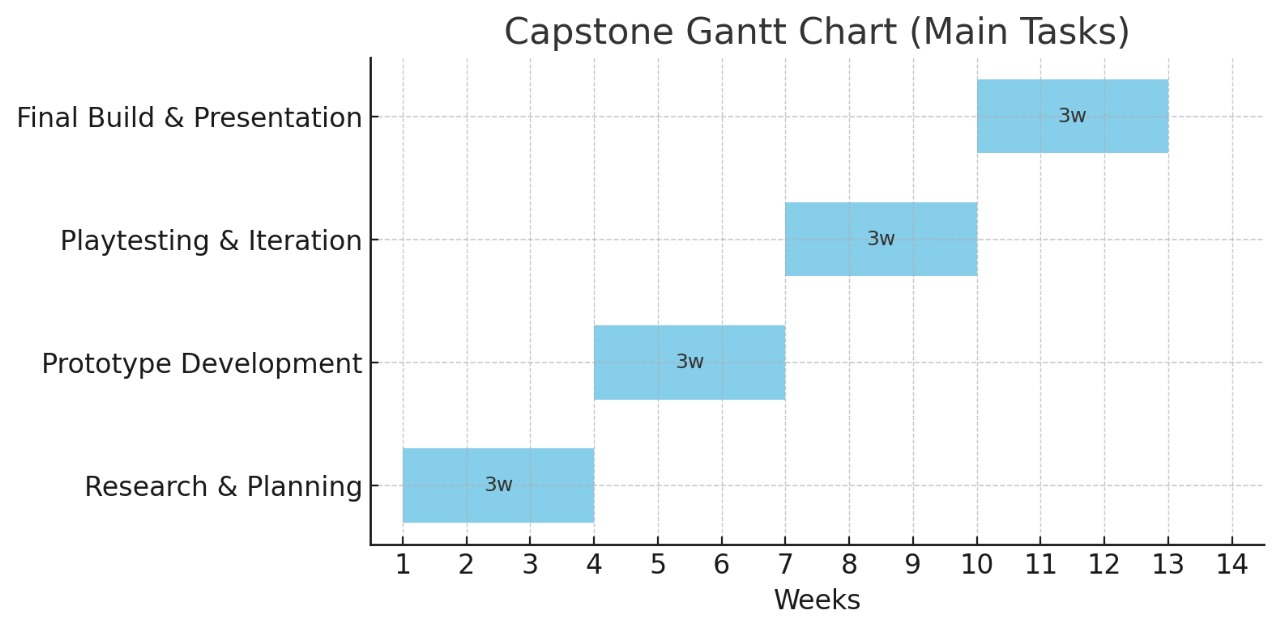 Capstone Gantt Chart (Main Tasks)
Final Build & Presentation
3w
Playtesting & Iteration
3w
Prototype Development
3w
Research & Planning
3w
1 2 3 4 5 6 7 8 9 10 11 12 13 14
Weeks